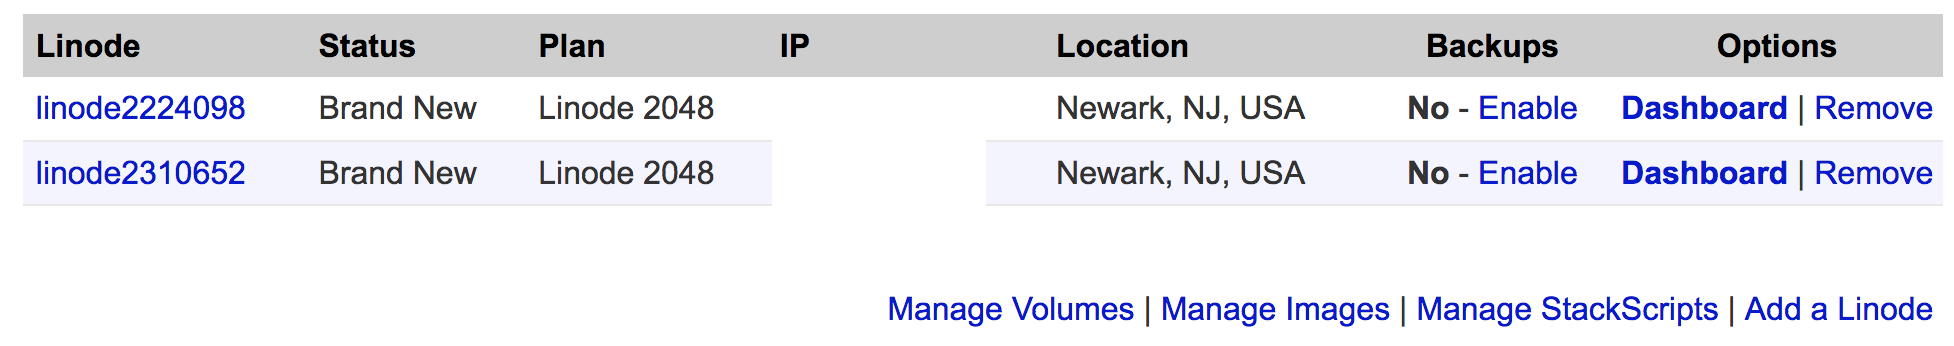 Linode Status Plan IP Location Backups Options
linode2224098 Brand New Linode 2048 Newark, NJ, USA No - Enable Dashboard | Remove
linode2310652 Brand New Linode 2048 Newark, NJ, USA No - Enable Dashboard | Remove
Manage Volumes | Manage Images | Manage StackScripts | Add a Linode